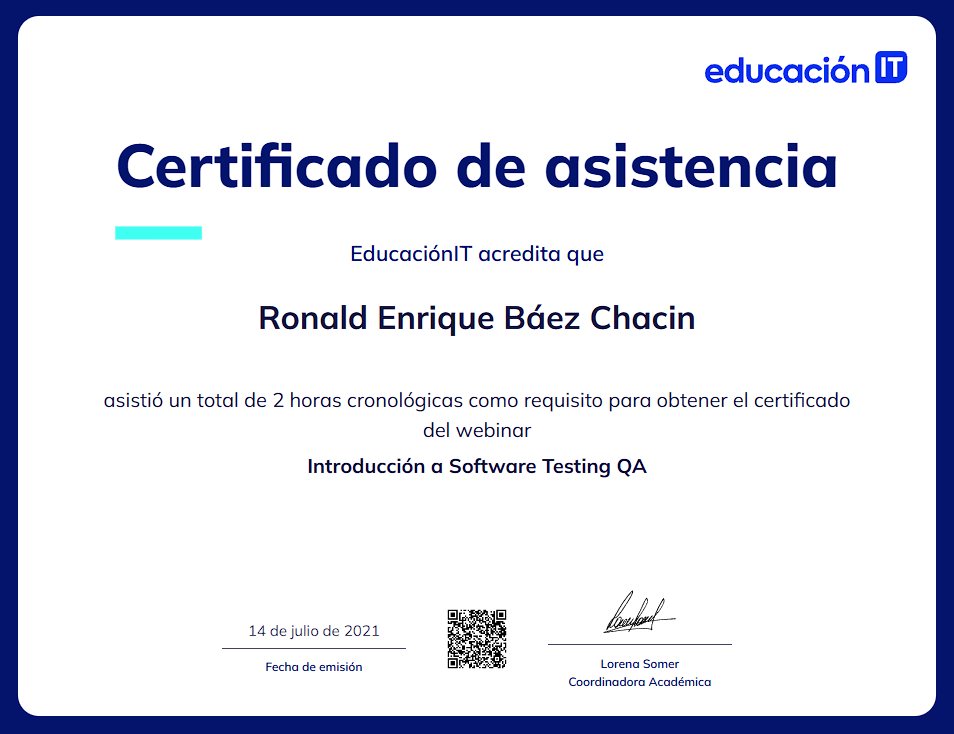 educación IT
Certificado de asistencia
EducaciónIT acredita que
Ronald Enrique Báez Chacin
asistió un total de 2 horas cronológicas como requisito para obtener el certificado
del webinar
Introducción a Software Testing QA
14 de julio de 2021
Fecha de emisión
Lorena Somer
Coordinadora Académica